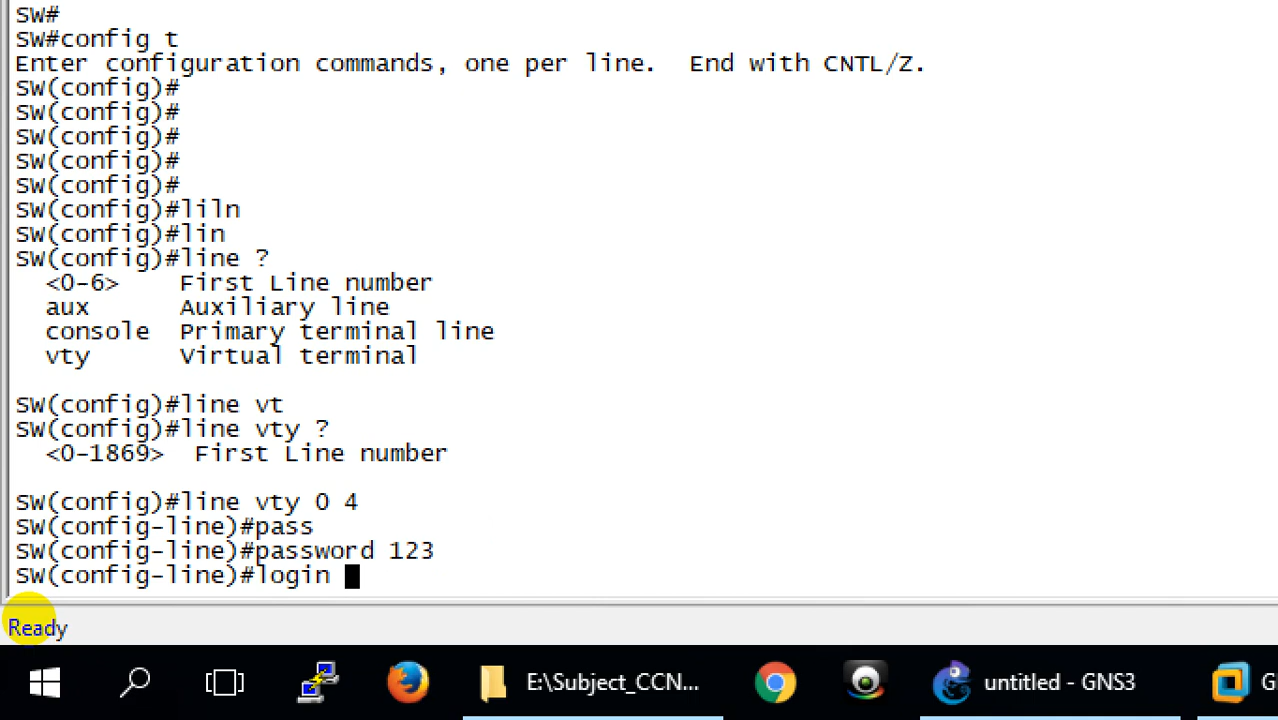 SW#
SW#config t
Enter configuration commands, one per line.  End with CNTL/Z.
SW(config)#
SW(config)#
SW(config)#
SW(config)#
SW(config)#
SW(config)#liln
SW(config)#lin
SW(config)#line ?
  <0-6>    First Line number
  aux      Auxiliary line
  console  Primary terminal line
  vty      Virtual terminal
SW(config)#line vt
SW(config)#line vty ?
  <0-1869>  First Line number
SW(config)#line vty 0 4
SW(config-line)#pass
SW(config-line)#password 123
SW(config-line)#login
Ready
E:\Subject_CCN... untitled - GNS3 G